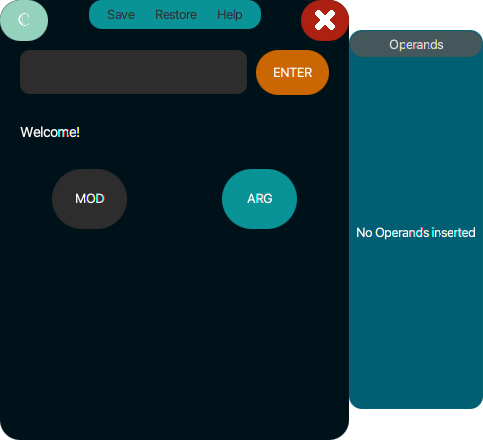 ℂ
Save Restore Help
Operands
ENTER
Welcome!
MOD ARG
No Operands inserted